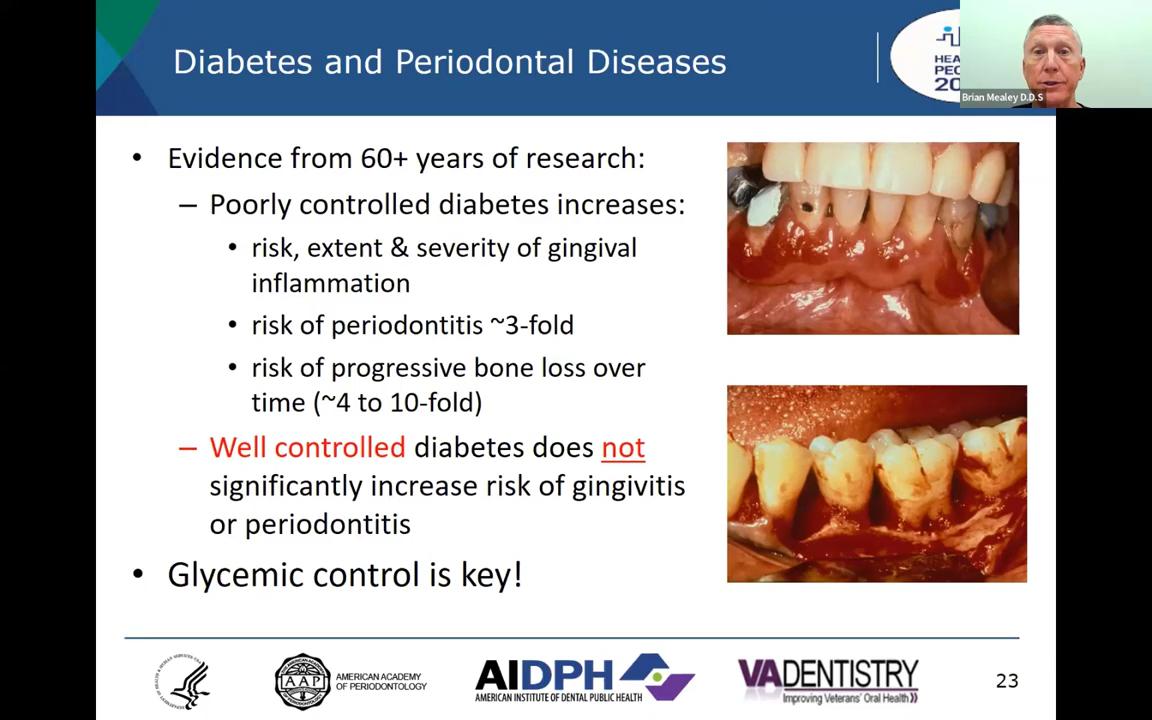 Diabetes and Periodontal Diseases
Brian Mealey D.D.S
• Evidence from 60+ years of research:
– Poorly controlled diabetes increases:
• risk, extent & severity of gingival
inflammation
• risk of periodontitis ~3-fold
• risk of progressive bone loss over
time (~4 to 10-fold)
– Well controlled diabetes does not
significantly increase risk of gingivitis
or periodontitis
• Glycemic control is key!
AAP
AMERICAN ACADEMY
OF PERIODONTOLOGY
AIDPH
AMERICAN INSTITUTE OF DENTAL PUBLIC HEALTH
VADENTISTRY
Improving Veterans' Oral Health
23